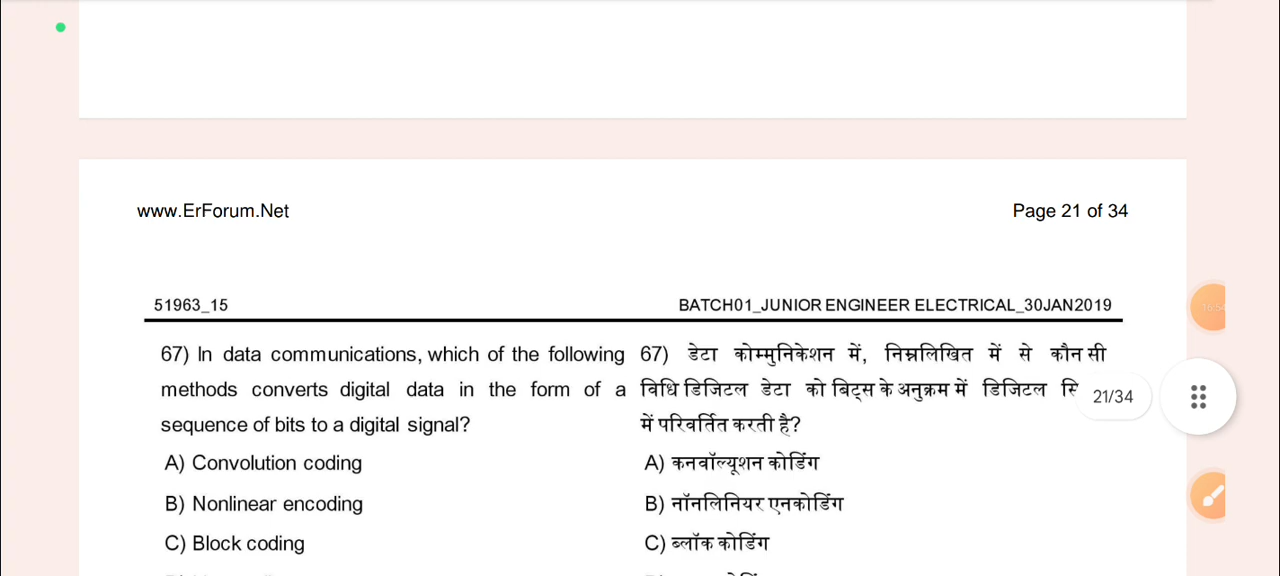 www.ErForum.Net
Page 21 of 34
51963_15
BATCH01_JUNIOR ENGINEER ELECTRICAL_30JAN2019
67) In data communications, which of the following
methods converts digital data in the form of a
sequence of bits to a digital signal?
A) Convolution coding
B) Nonlinear encoding
C) Block coding
67) डेटा कोम्मुनिकेशन में, निम्नलिखित में से कौन सी
विधि डिजिटल डेटा को बिट्स के अनुक्रम में डिजिटल
में परिवर्तित करती है?
A) कनवॉल्यूशन कोडिंग
B) नॉनलिनियर एनकोडिंग
C) ब्लॉक कोडिंग
21/34